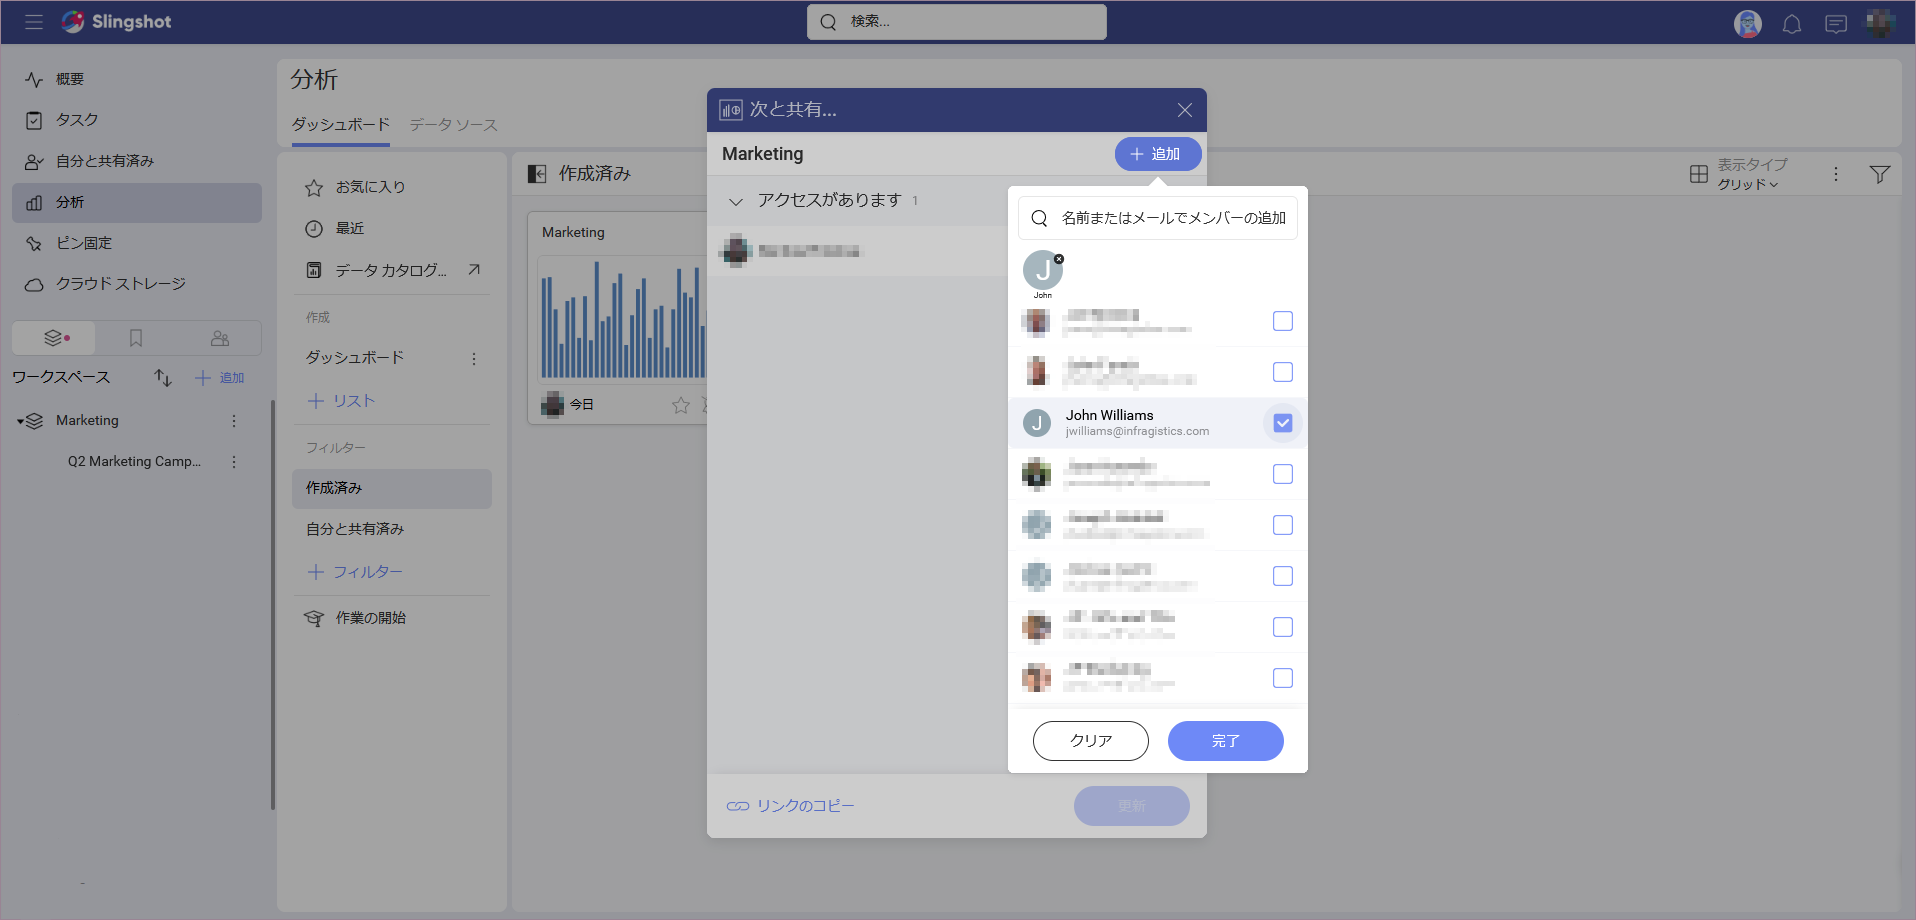 Slingshot
検索...
概要
タスク
自分と共有済み
分析
ピン固定
クラウド ストレージ
ワークスペース
追加
Marketing
Q2 Marketing Camp...
分析
ダッシュボード
データ ソース
お気に入り
最近
データ カタログ...
作成
ダッシュボード
リスト
フィルター
作成済み
自分と共有済み
フィルター
作業の開始
作成済み
表示タイプ
グリッド
Marketing
今日
次と共有...
Marketing
追加
アクセスがあります 1
名前またはメールでメンバーの追加
J
John
J
John Williams
jwilliams@infragistics.com
クリア
完了
リンクのコピー
更新